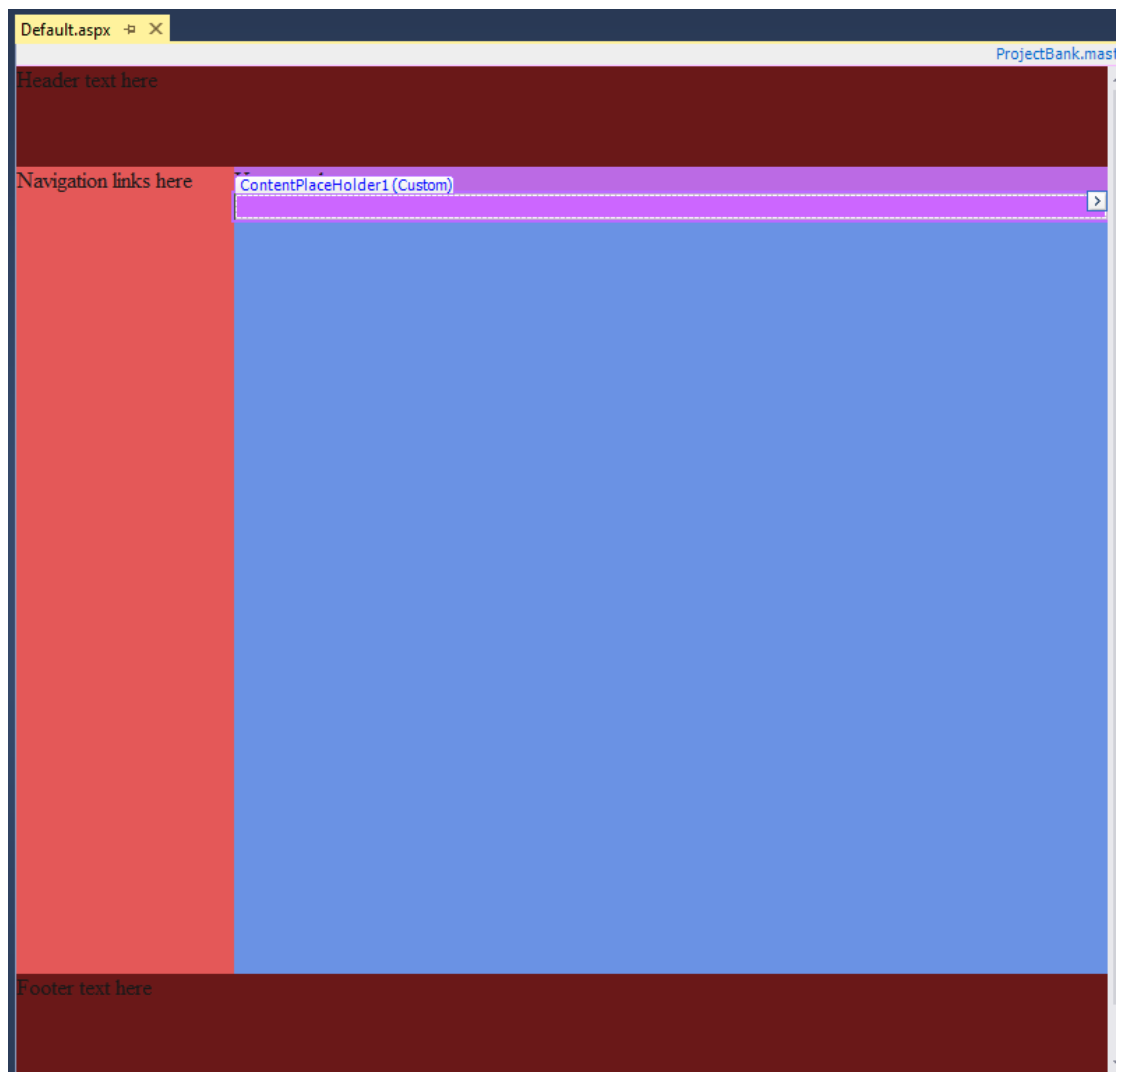 Default.aspx
ProjectBank.mast
Header text here
Navigation links here
ContentPlaceHolder1 (Custom)
Footer text here